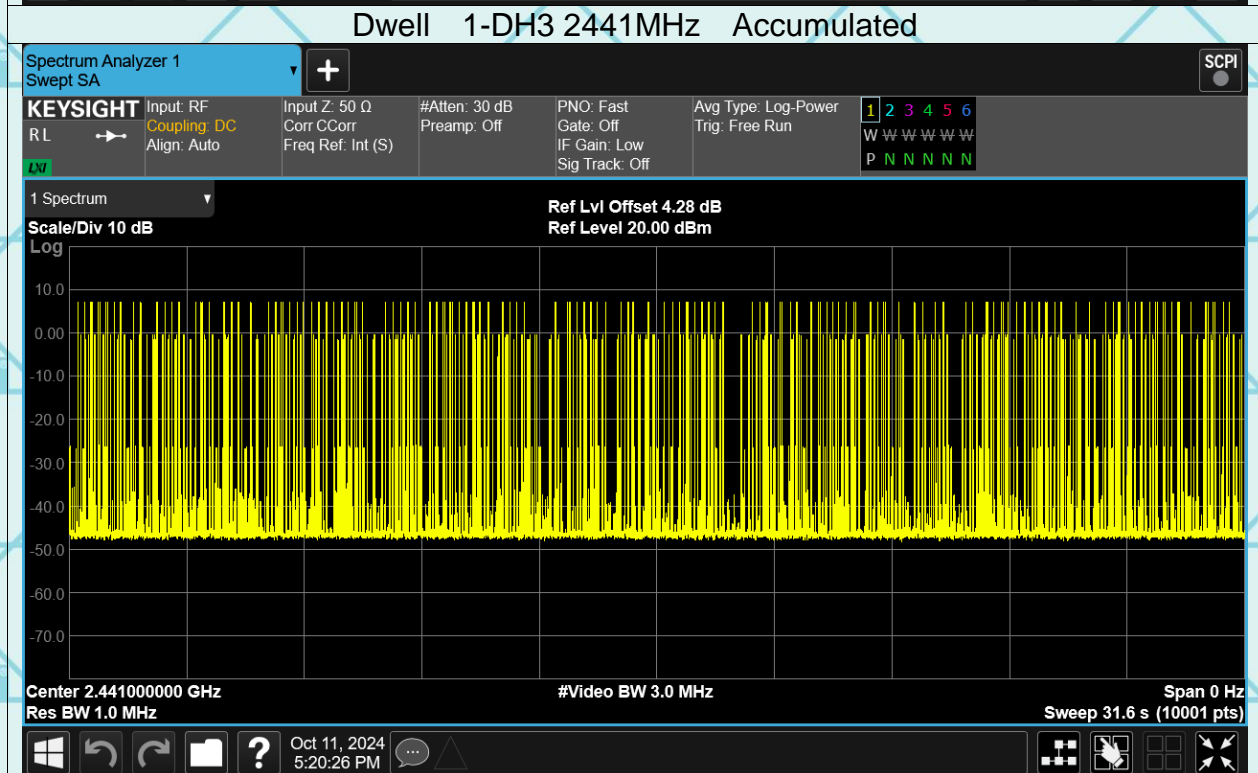 Dwell 1-DH3 2441MHz Accumulated
Spectrum Analyzer 1
Swept SA
+
SCPI
KEYSIGHT
RL
LXI
Input: RF
Coupling: DC
Align: Auto
Input Z: 50 Ω
Corr CCorr
Freq Ref: Int (S)
#Atten: 30 dB
Preamp: Off
PNO: Fast
Gate: Off
IF Gain: Low
Sig Track: Off
Avg Type: Log-Power
Trig: Free Run
1 2 3 4 5 6
W W W W W W
P N N N N N
1 Spectrum
Scale/Div 10 dB
Ref Lvl Offset 4.28 dB
Ref Level 20.00 dBm
Log
10.0
0.00
-10.0
-20.0
-30.0
-40.0
-50.0
-60.0
-70.0
Center 2.441000000 GHz
#Video BW 3.0 MHz
Span 0 Hz
Res BW 1.0 MHz
Sweep 31.6 s (10001 pts)
?
Oct 11, 2024
5:20:26 PM